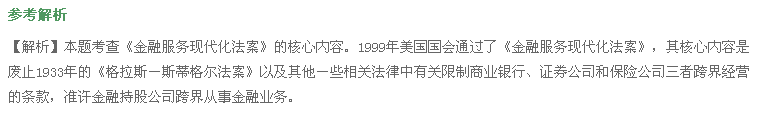 参考解析
【解析】本题考查《金融服务现代化法案》的核心内容。1999年美国国会通过了《金融服务现代化法案》,其核心内容是
废止1933年的《格拉斯—斯蒂格尔法案》以及其他一些相关法律中有关限制商业银行、证券公司和保险公司三者跨界经营
的条款，准许金融持股公司跨界从事金融业务。